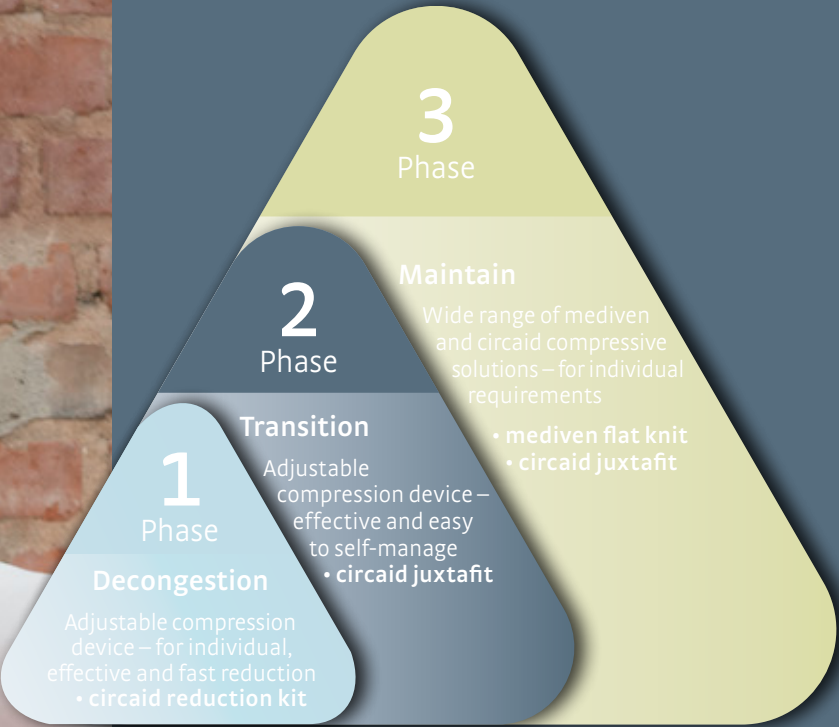 3
Phase
Maintain
Wide range of mediven
and circaid compressive
solutions – for individual
requirements
• mediven flat knit
• circaid juxtafit
2
Phase
Transition
Adjustable
compression device –
effective and easy
to self-manage
• circaid juxtafit
1
Phase
Decongestion
Adjustable compression
device – for individual,
effective and fast reduction
• circaid reduction kit